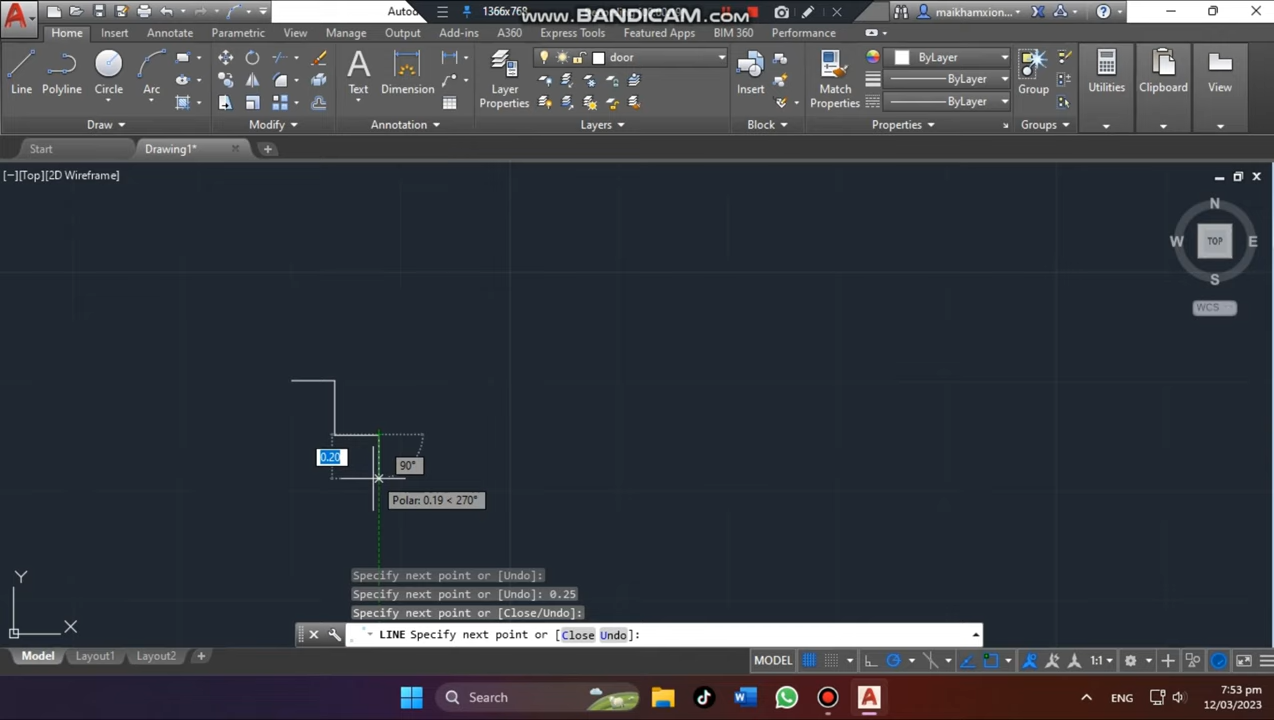 Autod
1366x768
www.BANDICAM.com
maikhamxion...
Home Insert Annotate Parametric View Manage Output Add-ins A360 Express Tools Featured Apps BIM 360 Performance
door
ByLayer
ByLayer
ByLayer
Line Polyline Circle Arc Text Dimension Layer Properties Insert Match Properties Group Utilities Clipboard View
Draw Modify Annotation Layers Block Properties Groups
Start Drawing1*
[−][Top][2D Wireframe]
N
W TOP E
S
WCS
0.20
90°
Polar: 0.19 < 270°
Specify next point or [Undo]:
Specify next point or [Undo]: 0.25
Specify next point or [Close/Undo]:
LINE Specify next point or [Close Undo]:
Y
X
Model Layout1 Layout2
MODEL 1:1
Search
ENG
7:53 pm
12/03/2023